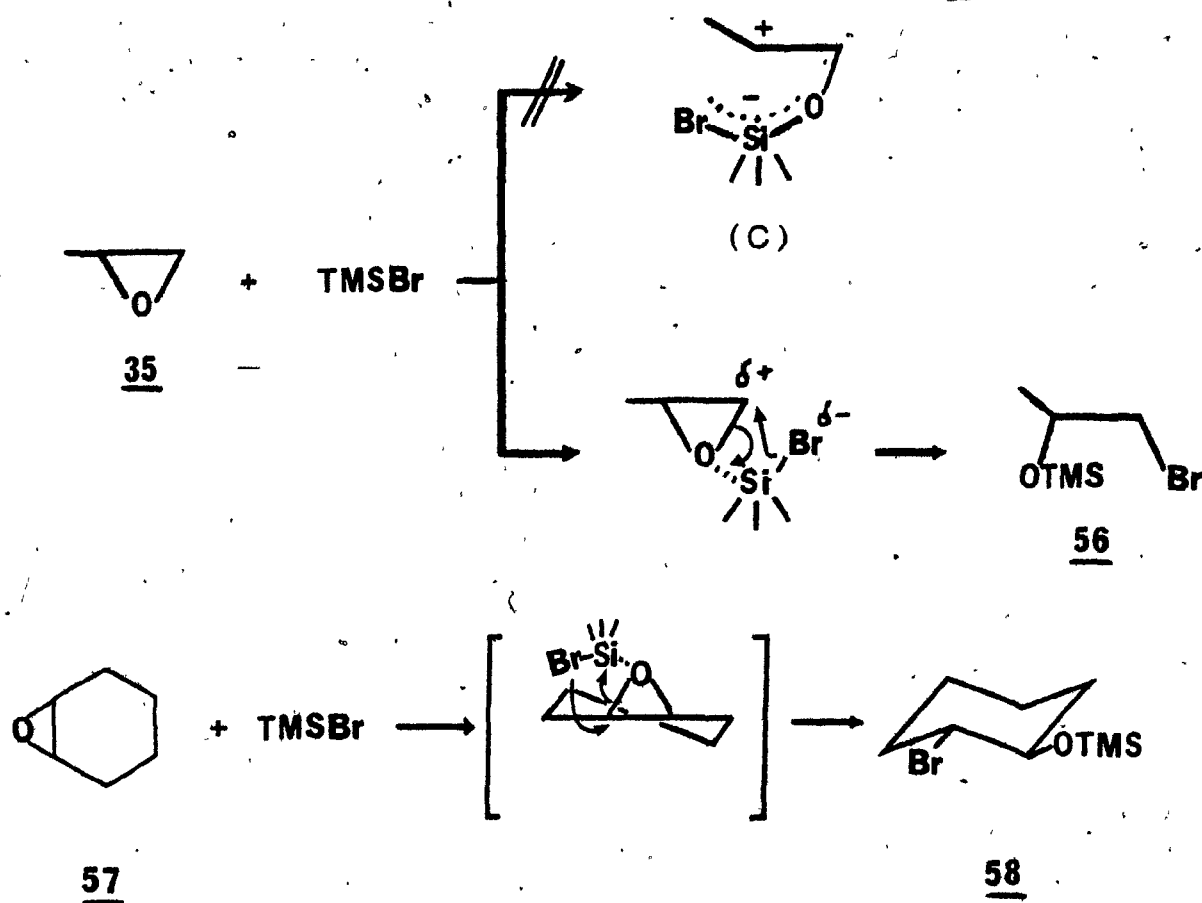 +
Br Si − O
(C)
O + TMSBr
35
δ+
δ−
Br
O Si
OTMS Br
56
Br-Si O
O + TMSBr
Br OTMS
57
58